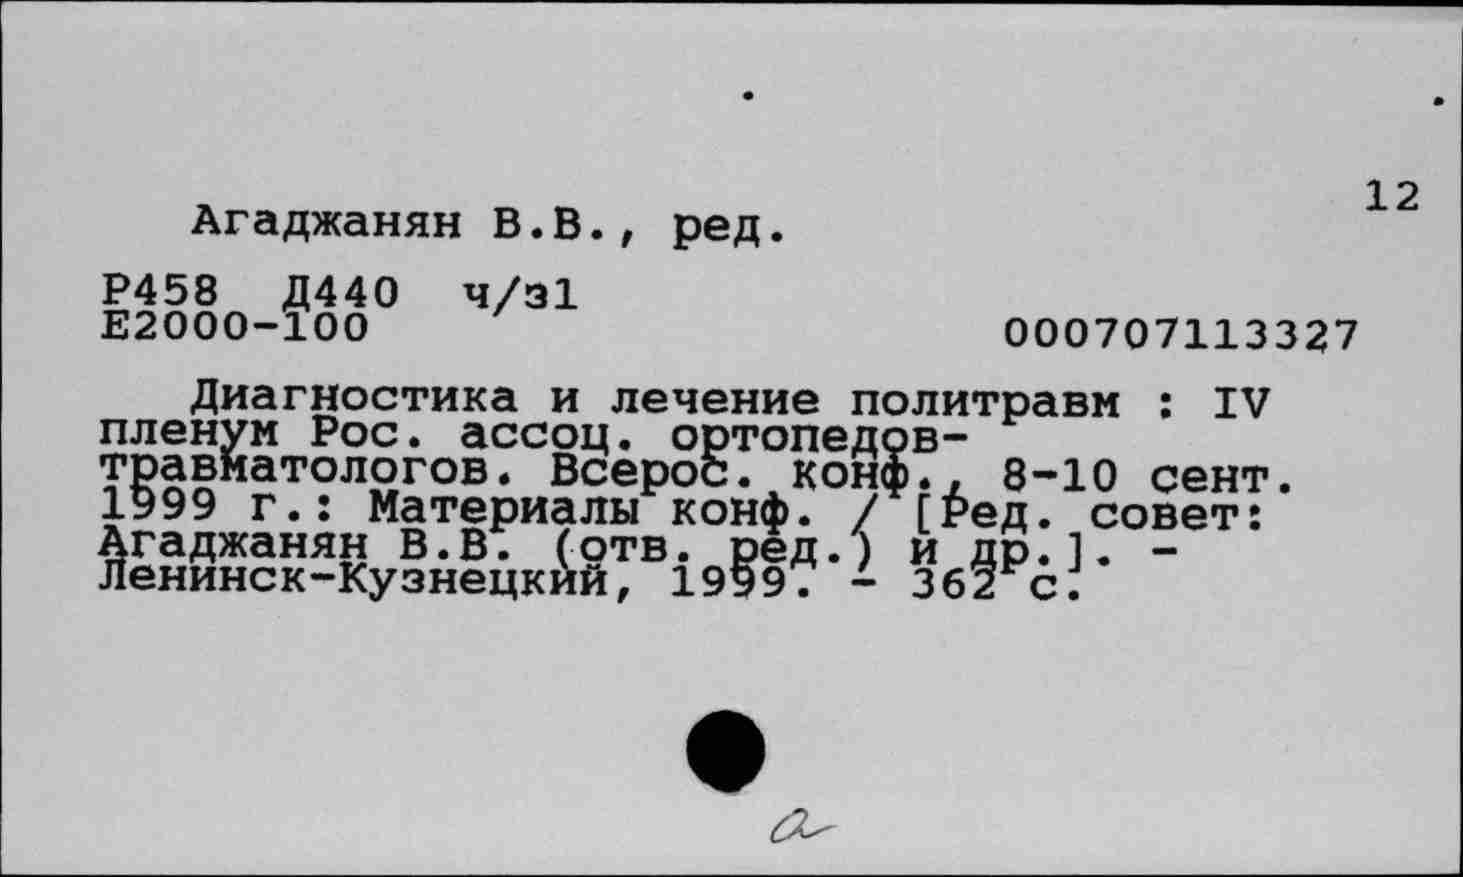 12
Агаджанян В.В., ред.
Р458 Д440 ч/з1
Е2000-100
000707113327
Диагностика и лечение политравм : IV
пленум Рос. ассоц. ортопедов-
травматологов. Всерос. конф., 8-10 сент.
1999 г.: Материалы конф. / [Ред. совет:
Агаджанян В.В. (отв. ред.) и др.]. -
Ленинск-Кузнецкий, 1999. - 362 с.
a